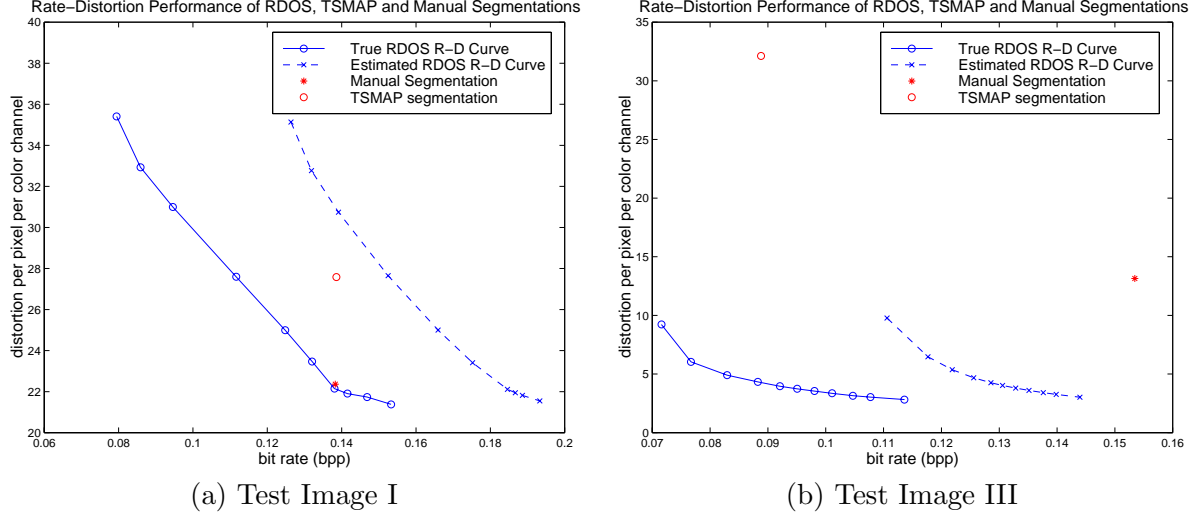 Rate−Distortion Performance of RDOS, TSMAP and Manual Segmentations
40
38
36
34
32
30
28
26
24
22
20
0.06 0.08 0.1 0.12 0.14 0.16 0.18 0.2
distortion per pixel per color channel
bit rate (bpp)
True RDOS R−D Curve
Estimated RDOS R−D Curve
Manual Segmentation
TSMAP segmentation
(a) Test Image I
Rate−Distortion Performance of RDOS, TSMAP and Manual Segmentations
35
30
25
20
15
10
5
0
0.07 0.08 0.09 0.1 0.11 0.12 0.13 0.14 0.15 0.16
distortion per pixel per color channel
bit rate (bpp)
True RDOS R−D Curve
Estimated RDOS R−D Curve
Manual Segmentation
TSMAP segmentation
(b) Test Image III